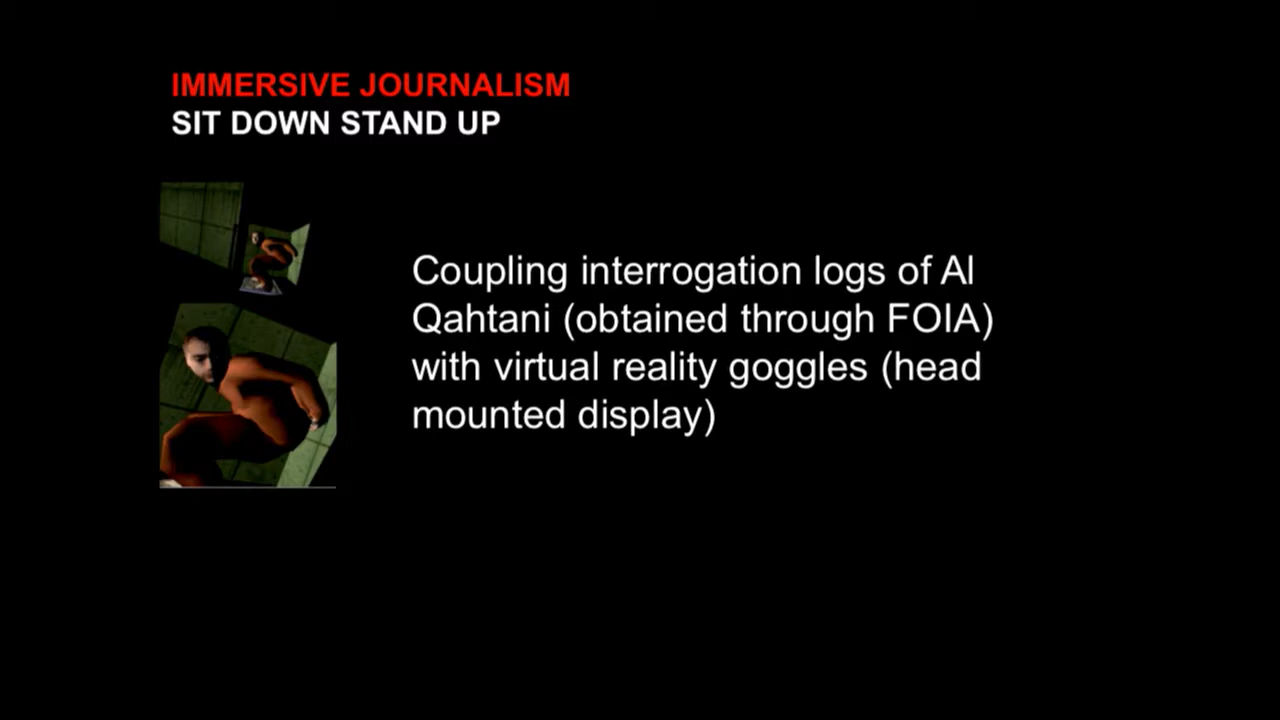 IMMERSIVE JOURNALISM
SIT DOWN STAND UP
Coupling interrogation logs of Al
Qahtani (obtained through FOIA)
with virtual reality goggles (head
mounted display)